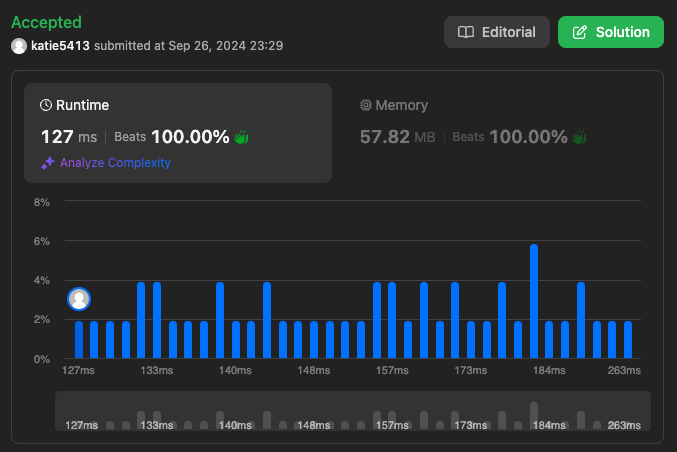 Accepted
katie5413 submitted at Sep 26, 2024 23:29
Editorial
Solution
Runtime
127 ms | Beats 100.00%
Analyze Complexity
Memory
57.82 MB | Beats 100.00%
8%
6%
4%
2%
0%
127ms 133ms 140ms 148ms 157ms 173ms 184ms 263ms
127ms 133ms 140ms 148ms 157ms 173ms 184ms 263ms